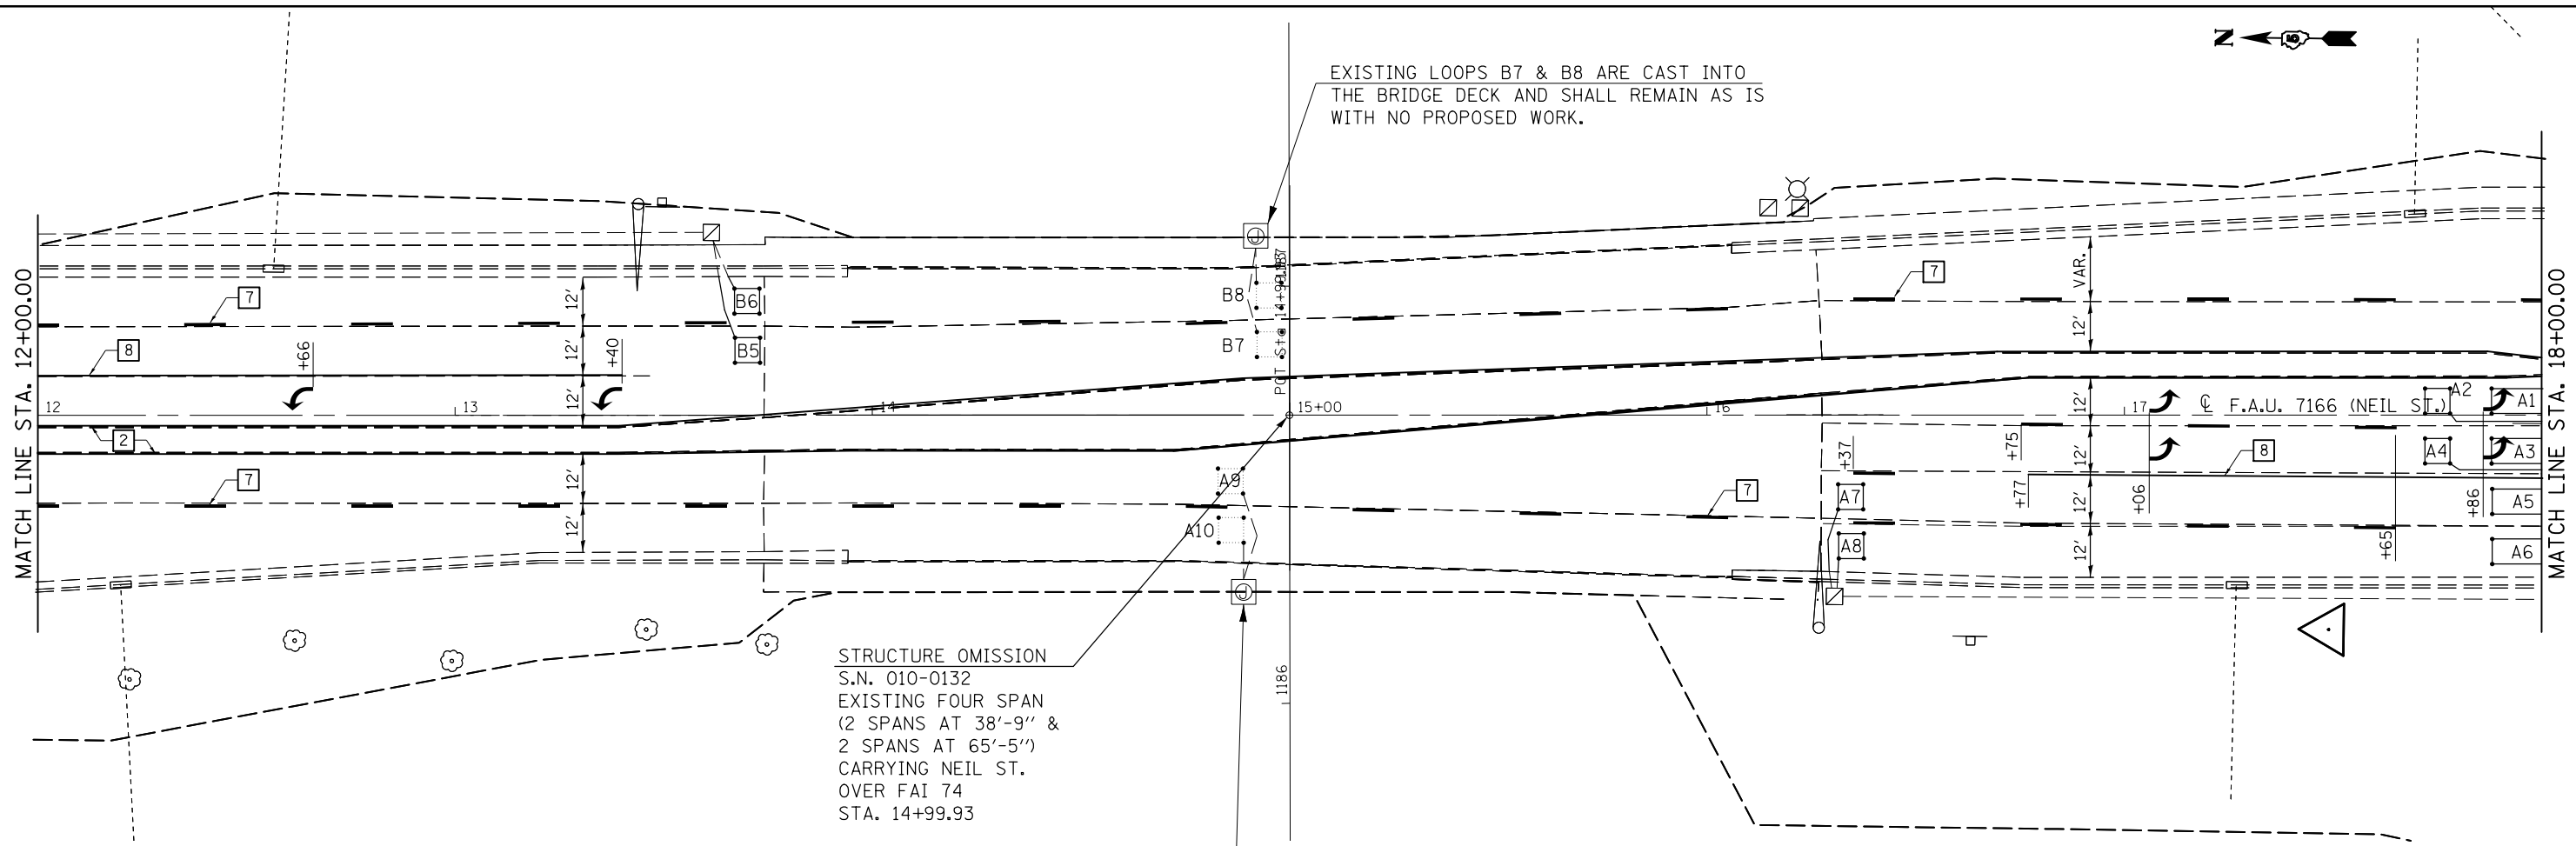 N
EXISTING LOOPS B7 & B8 ARE CAST INTO
THE BRIDGE DECK AND SHALL REMAIN AS IS
WITH NO PROPOSED WORK.
MATCH LINE STA. 12+00.00
7
8
+66
+40
12'
12'
12'
12'
12'
12
13
14
2
7
B6
B5
J
B8
B7
POT Sta 14+99.93
15+00
16
17
A9
A10
J
1186
7
7
VAR.
12'
12'
12'
12'
12'
℄ F.A.U. 7166 (NEIL ST.)
+37
+75
+77
+06
+65
+86
8
A7
A8
A2
A1
A4
A3
A5
A6
MATCH LINE STA. 18+00.00
STRUCTURE OMISSION
S.N. 010-0132
EXISTING FOUR SPAN
(2 SPANS AT 38'-9'' &
2 SPANS AT 65'-5'')
CARRYING NEIL ST.
OVER FAI 74
STA. 14+99.93